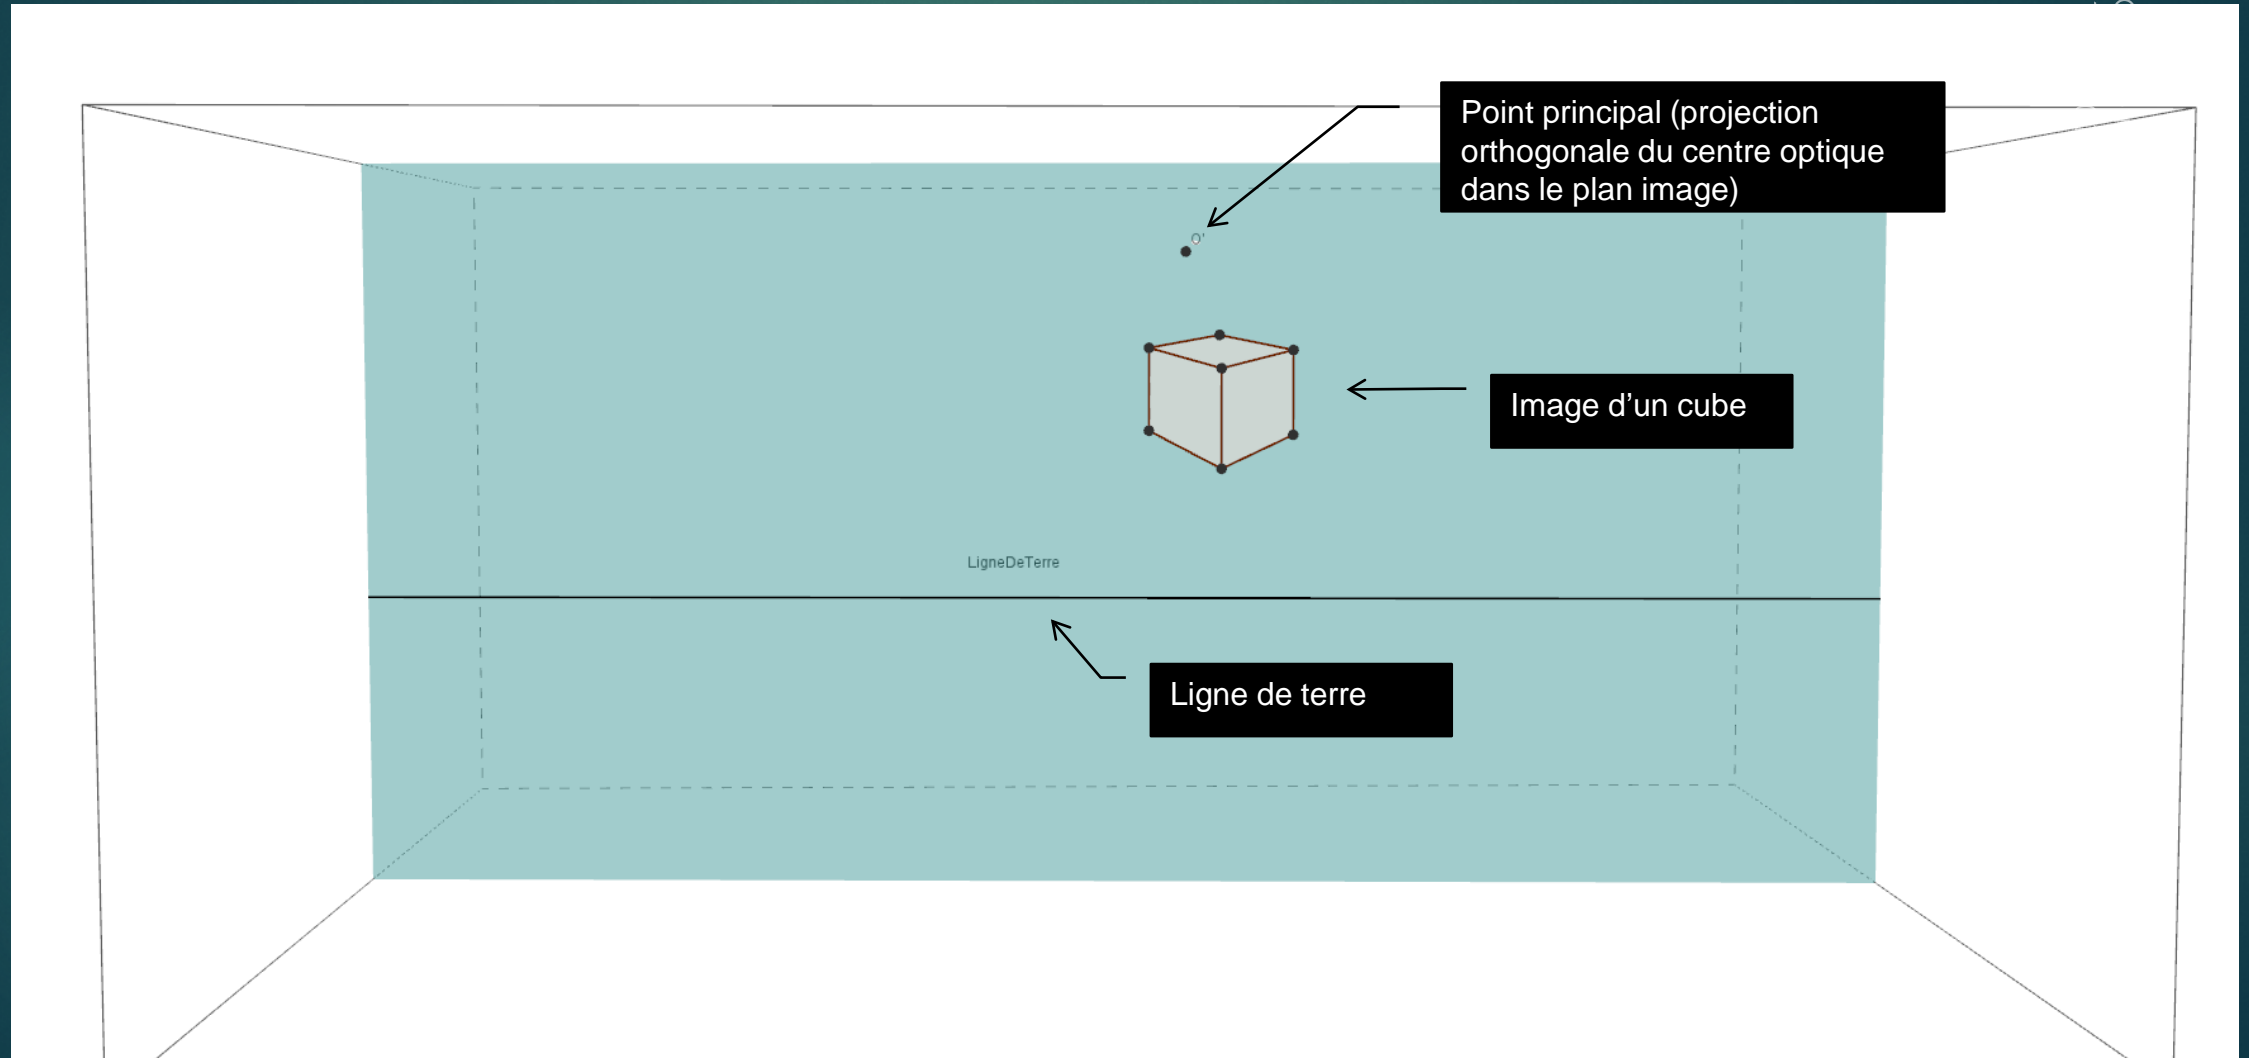 Point principal (projection
orthogonale du centre optique
dans le plan image)
O'
Image d’un cube
LigneDeTerre
Ligne de terre